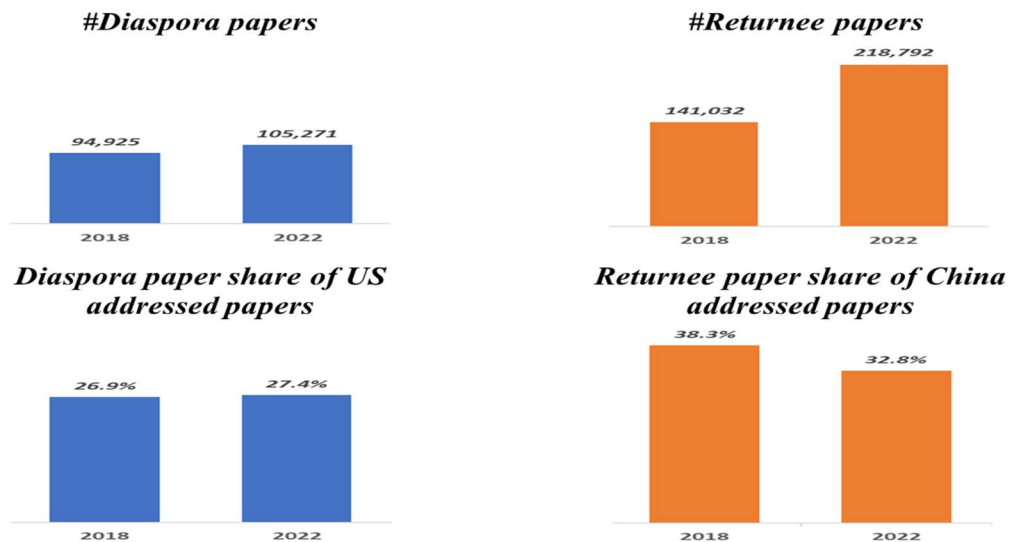 #Diaspora papers
94,925
105,271
2018
2022
#Returnee papers
218,792
141,032
2018
2022
Diaspora paper share of US
addressed papers
26.9%
27.4%
2018
2022
Returnee paper share of China
addressed papers
38.3%
32.8%
2018
2022